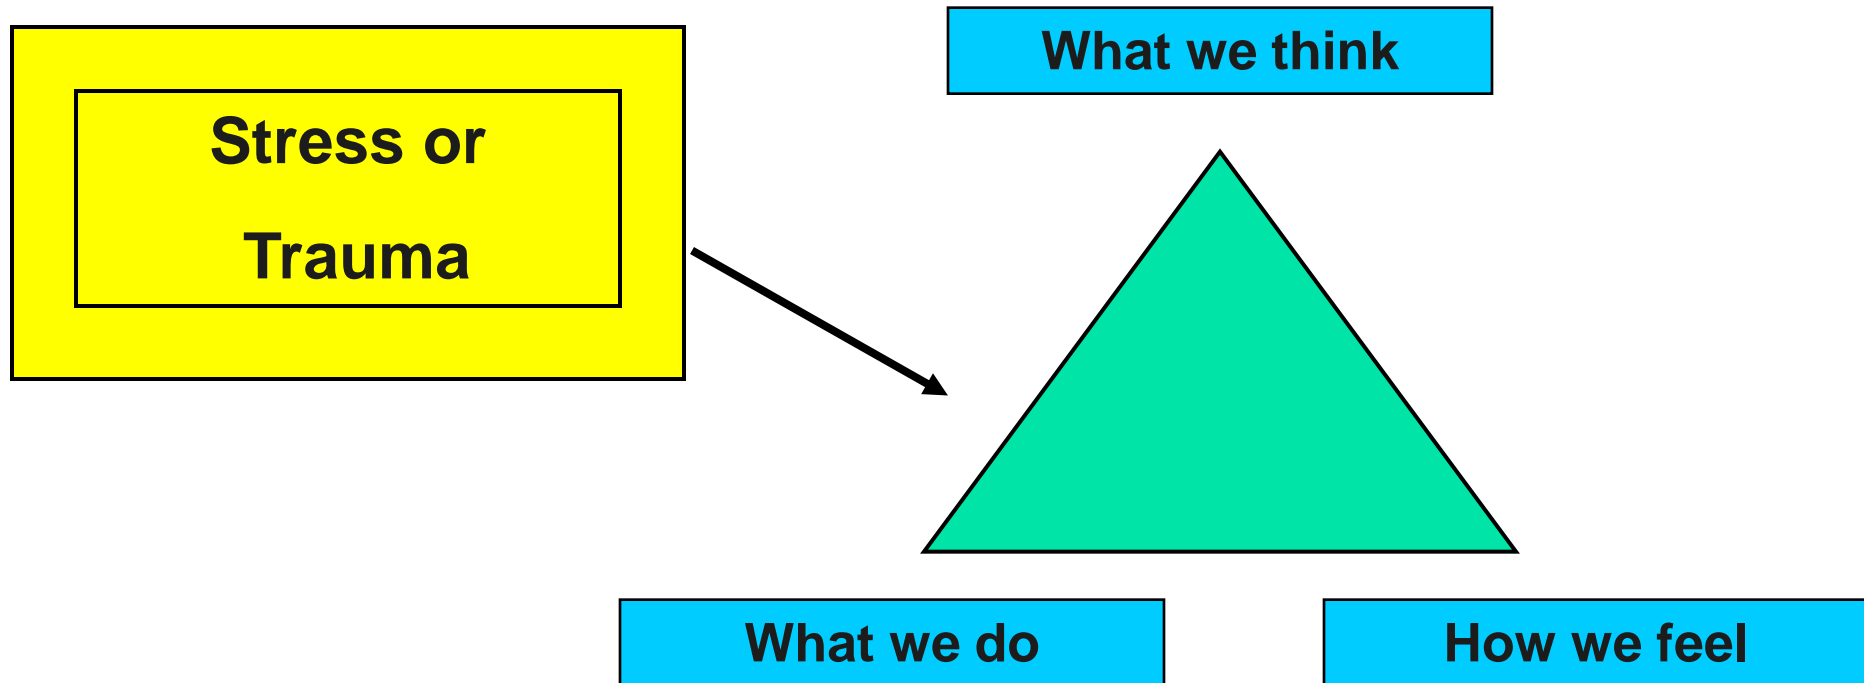 What we think
Stress or
Trauma
What we do
How we feel